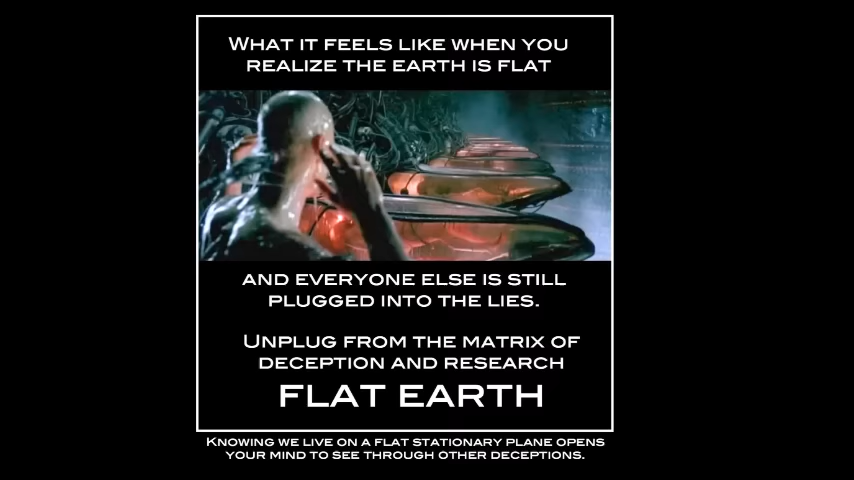 What it feels like when you
realize the earth is flat
and everyone else is still
plugged into the lies.
Unplug from the matrix of
deception and research
FLAT EARTH
Knowing we live on a flat stationary plane opens
your mind to see through other deceptions.